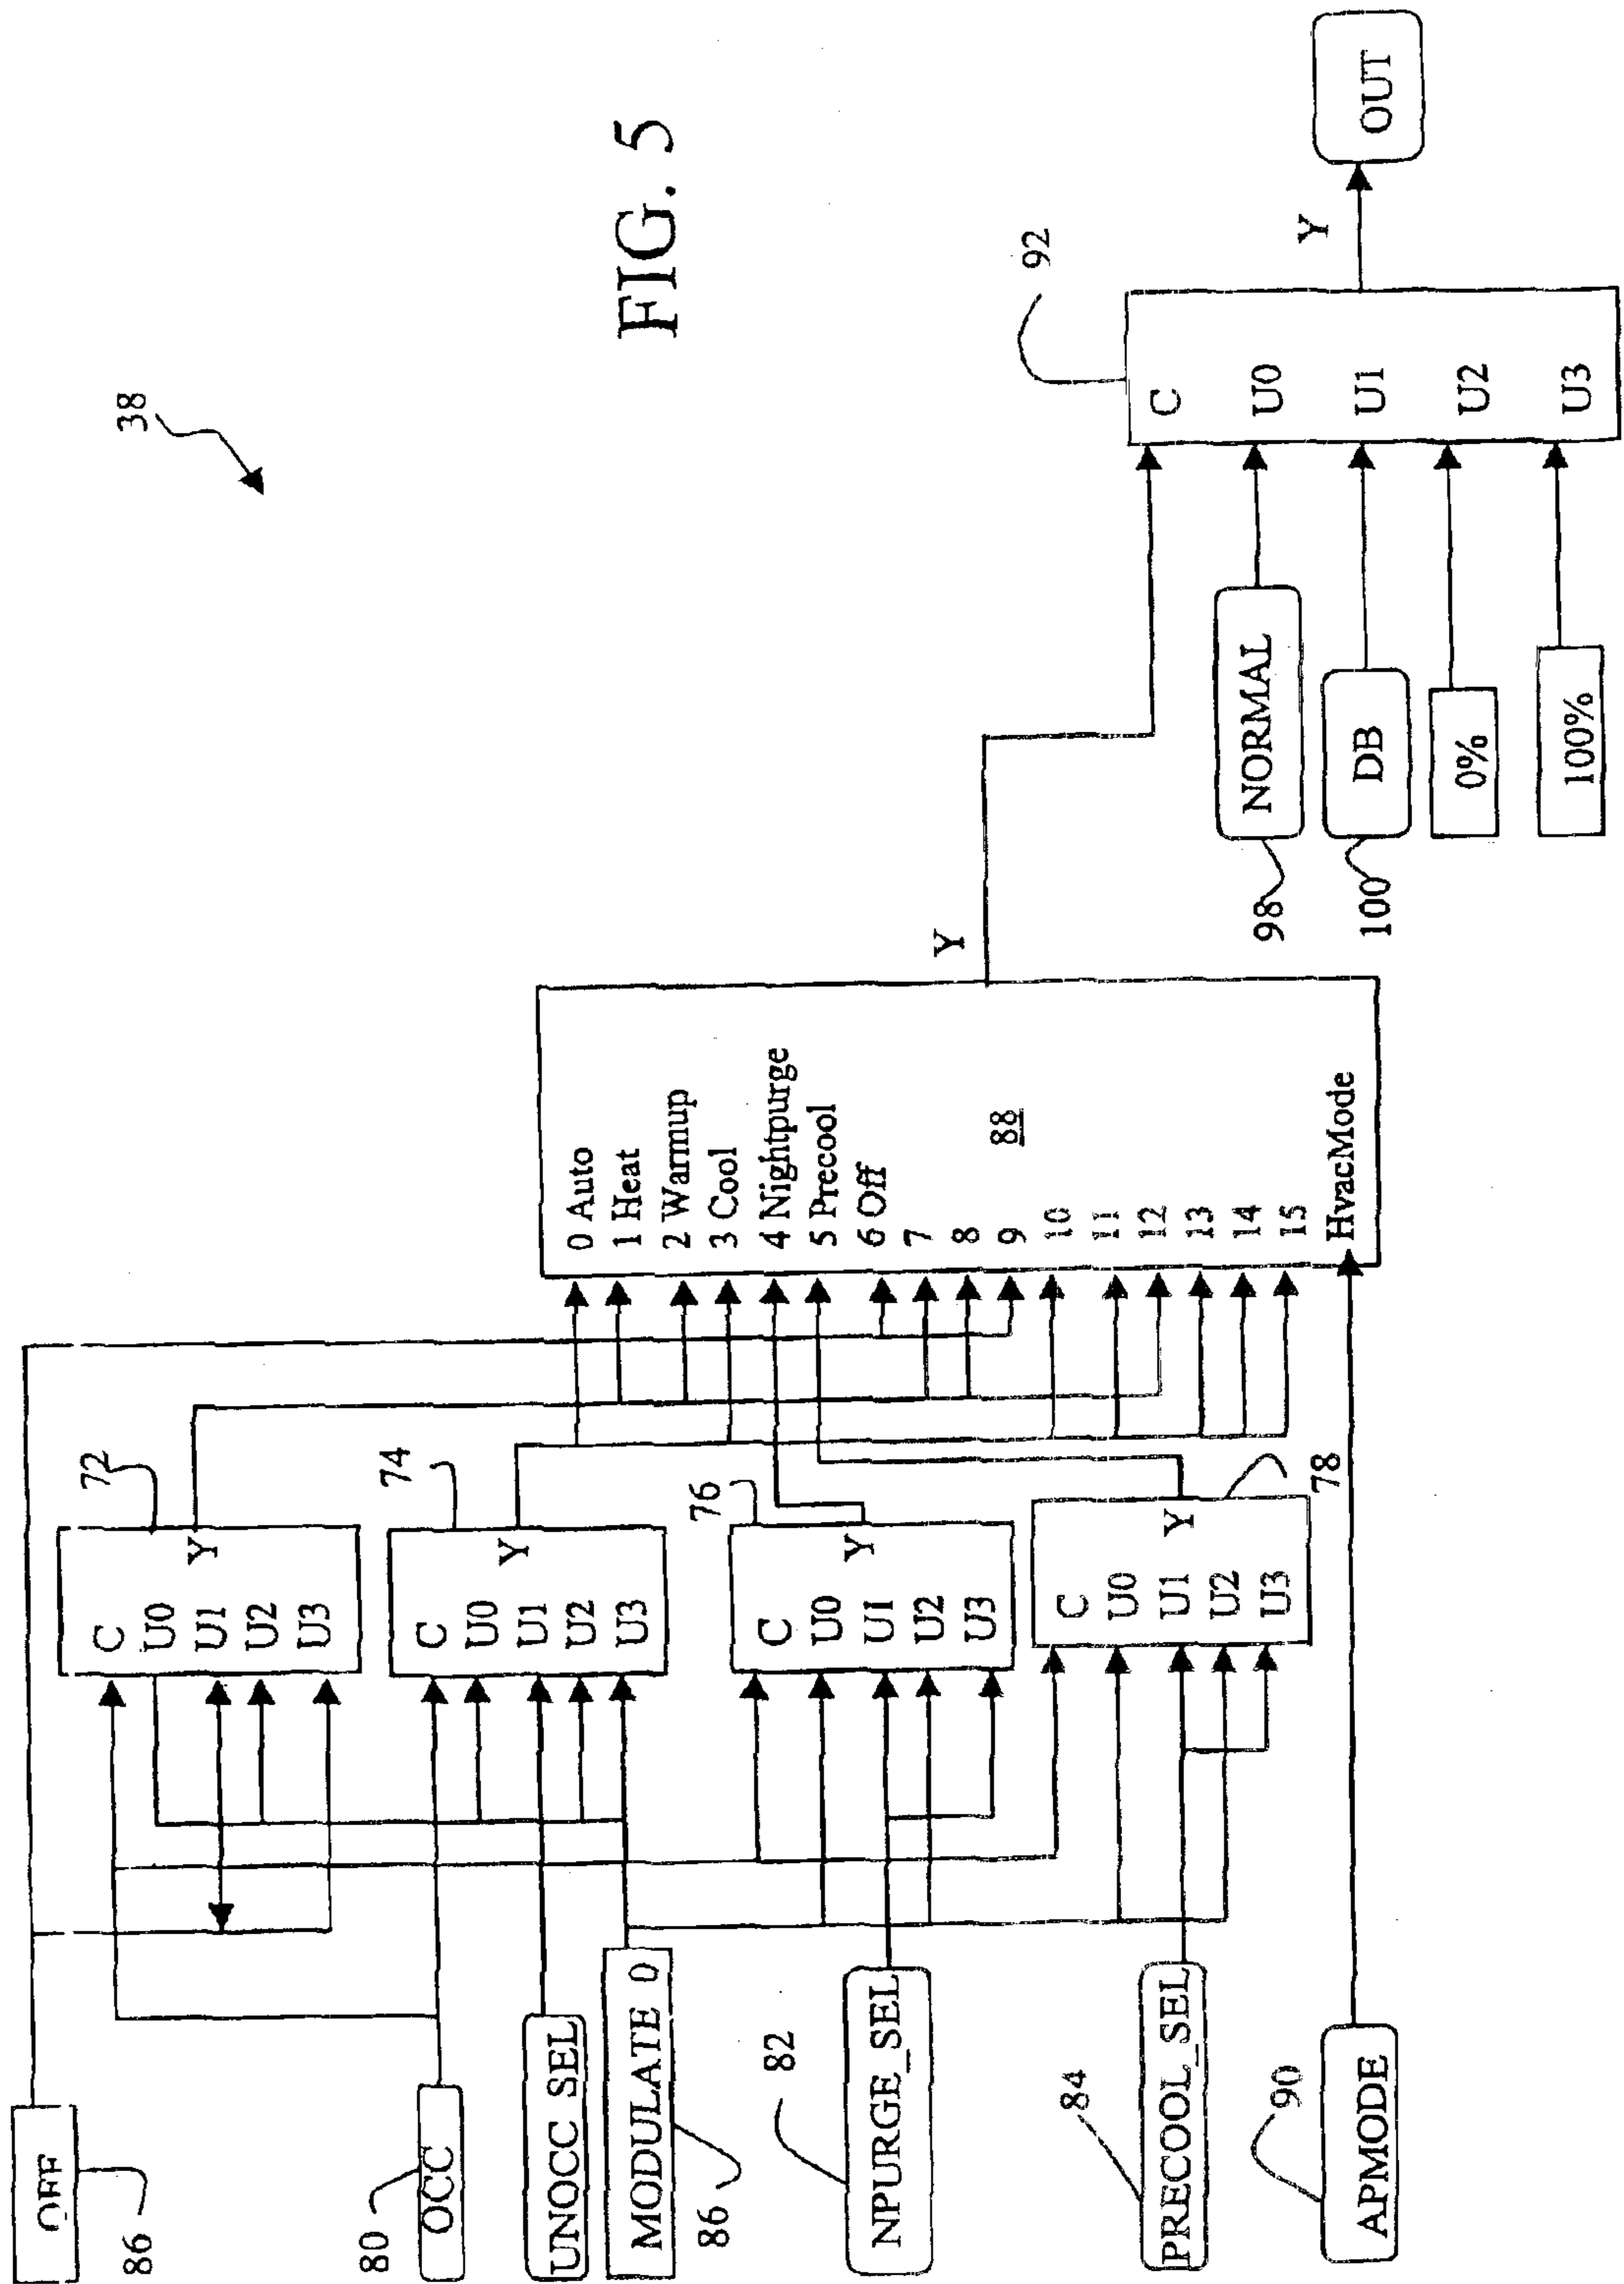 FIG. 5
38
OFF
86
80
OCC
UNOCC SEL
MODULATE 0
86
82
NPURGE_SEL
84
PRECOOL_SEL
90
APMODE
72
C
U0
U1
U2
U3
Y
74
C
U0
U1
U2
U3
Y
76
C
U0
U1
U2
U3
Y
78
C
U0
U1
U2
U3
Y
0 Auto
1 Heat
2 Warmup
3 Cool
4 Nightpurge
5 Precool
6 Off
7
8
9
10
11
12
13
14
15
HvacMode
88
Y
98
NORMAL
100
DB
0%
100%
92
C
U0
U1
U2
U3
Y
OUT